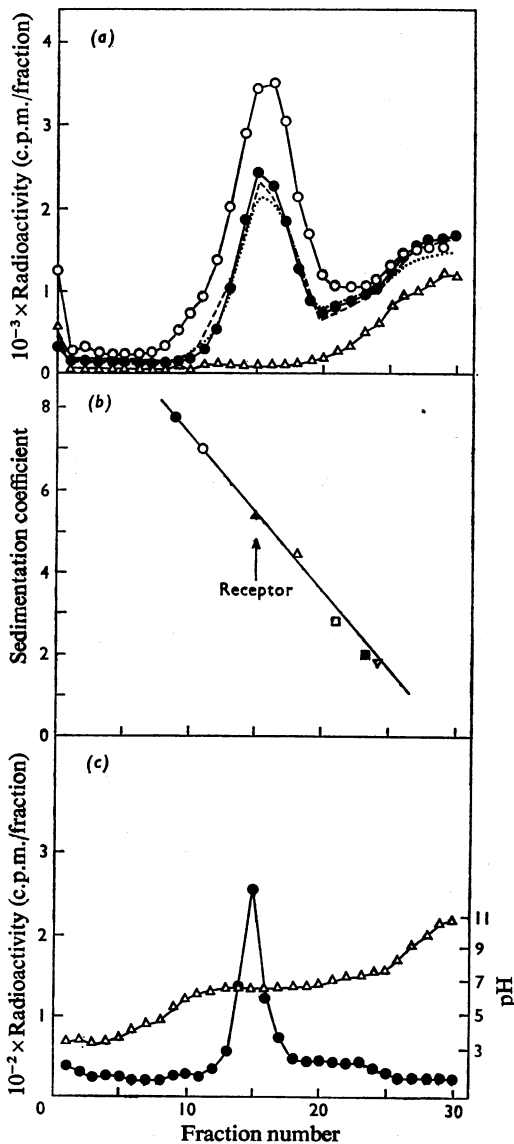 (a)
10⁻³ × Radioactivity (c.p.m./fraction)
4
3
2
1
0
(b)
Sedimentation coefficient
8
6
4
2
0
Receptor
(c)
10⁻² × Radioactivity (c.p.m./fraction)
3
2
1
11
9
7
5
3
pH
0
10
20
30
Fraction number